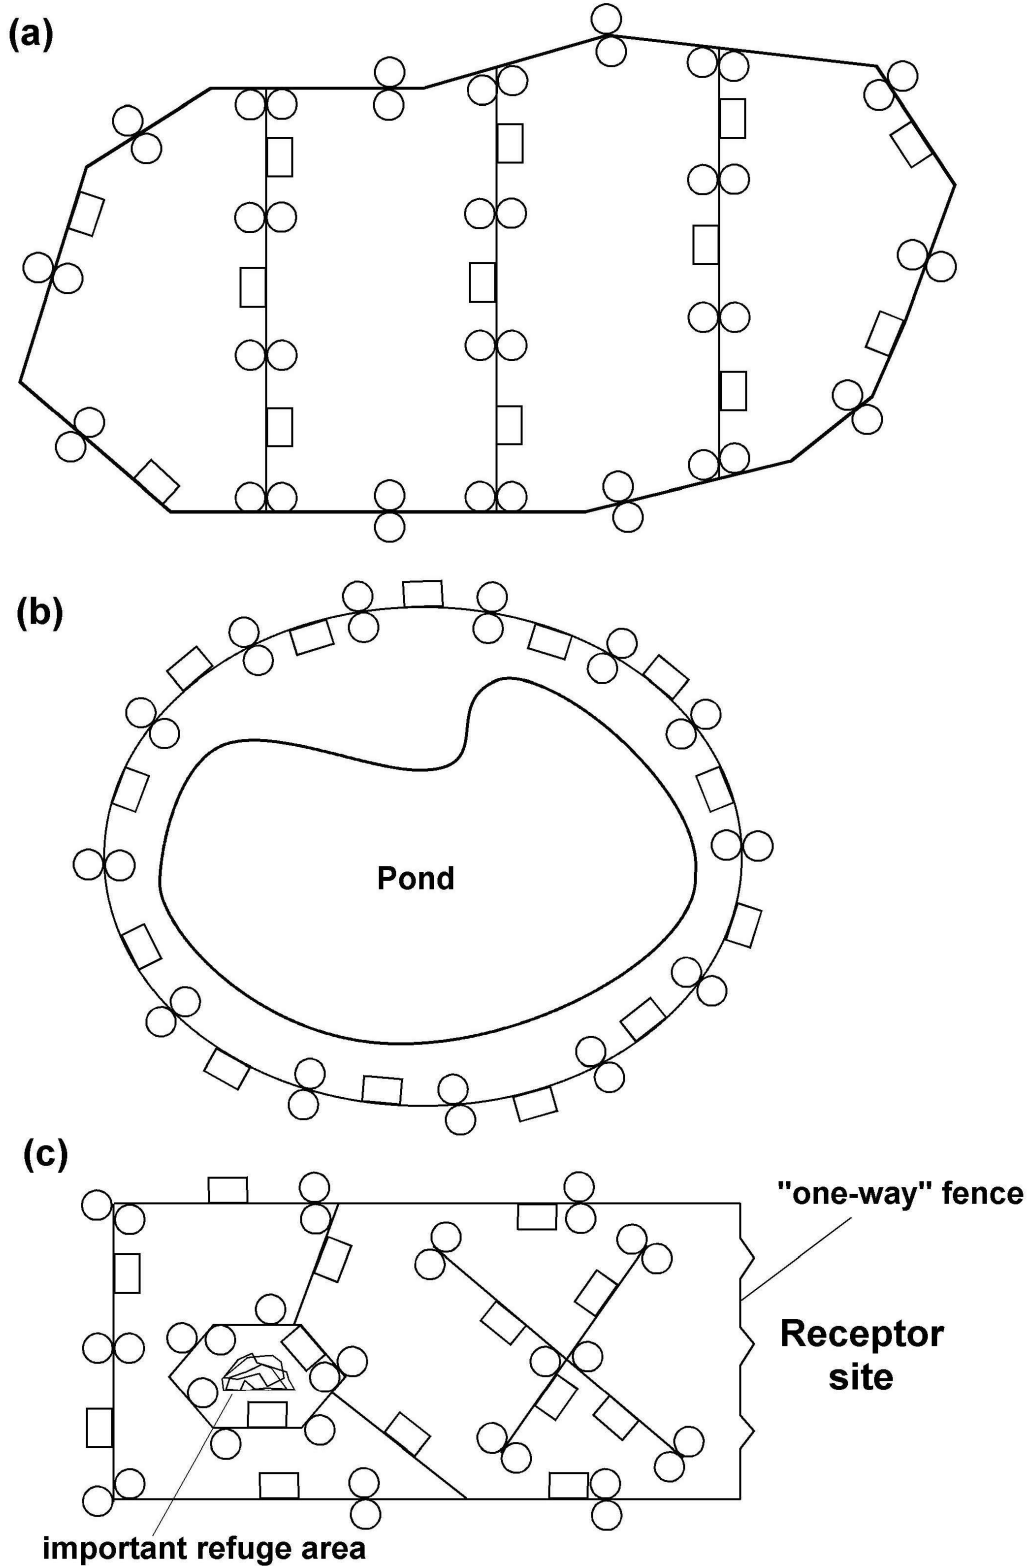 (a)
(b)
Pond
(c)
"one-way" fence
Receptor
site
important refuge area